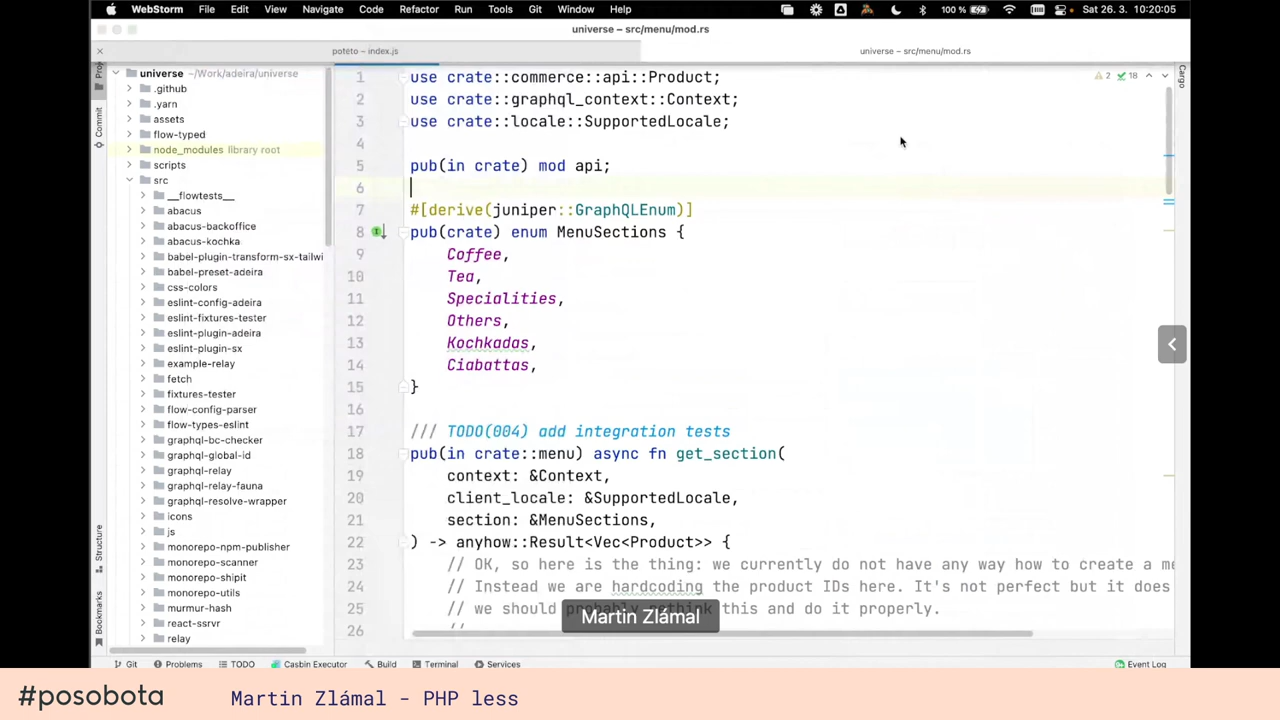 WebStorm File Edit View Navigate Code Refactor Run Tools Git Window Help 100 % Sat 26. 3. 10:20:05
universe – src/menu/mod.rs
poteto – index.js
universe – src/menu/mod.rs
universe ~/Work/adeira/universe
.github
.yarn
assets
flow-typed
node_modules library root
scripts
src
__flowtests__
abacus
abacus-backoffice
abacus-kochka
babel-plugin-transform-sx-tailwi
babel-preset-adeira
css-colors
eslint-config-adeira
eslint-fixtures-tester
eslint-plugin-adeira
eslint-plugin-sx
example-relay
fetch
fixtures-tester
flow-config-parser
flow-types-eslint
graphql-bc-checker
graphql-global-id
graphql-relay
graphql-relay-fauna
graphql-resolve-wrapper
icons
js
monorepo-npm-publisher
monorepo-scanner
monorepo-shipit
monorepo-utils
murmur-hash
react-ssrvr
relay
Commit
Structure
Bookmarks
1 use crate::commerce::api::Product;
2 use crate::graphql_context::Context;
3 use crate::locale::SupportedLocale;
4
5 pub(in crate) mod api;
6
7 #[derive(juniper::GraphQLEnum)]
8 pub(crate) enum MenuSections {
9 Coffee,
10 Tea,
11 Specialities,
12 Others,
13 Kochkadas,
14 Ciabattas,
15 }
16
17 /// TODO(004) add integration tests
18 pub(in crate::menu) async fn get_section(
19 context: &Context,
20 client_locale: &SupportedLocale,
21 section: &MenuSections,
22 ) -> anyhow::Result<Vec<Product>> {
23 // OK, so here is the thing: we currently do not have any way how to create a me
24 // Instead we are hardcoding the product IDs here. It's not perfect but it does
25 // we should probably rethink this and do it properly.
26 //
2 18
Cargo
Martin Zlámal
Git Problems TODO Casbin Executor Build Terminal Services Event Log
#posobota Martin Zlámal - PHP less